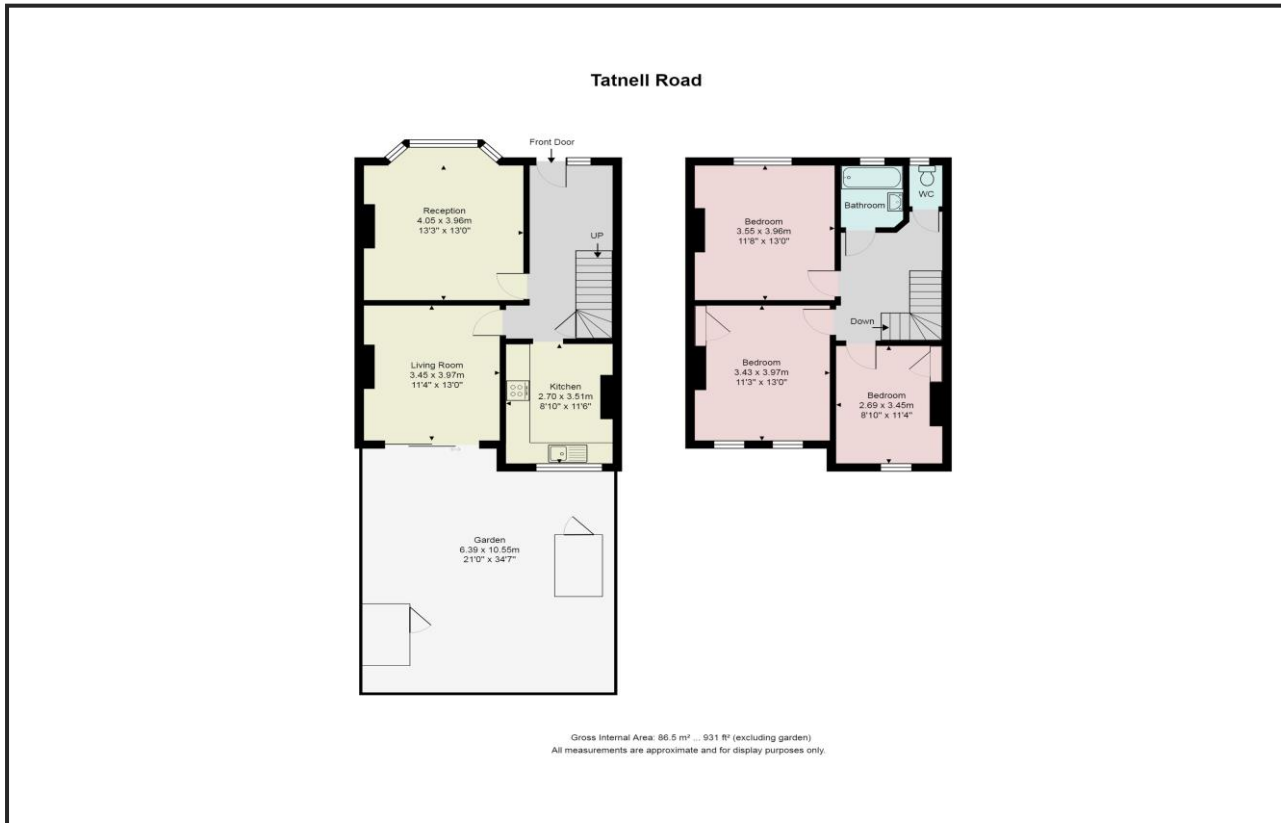 Tatnell Road
Front Door
Reception
4.05 x 3.96m
13'3" x 13'0"
UP
Living Room
3.45 x 3.97m
11'4" x 13'0"
Kitchen
2.70 x 3.51m
8'10" x 11'6"
Garden
6.39 x 10.55m
21'0" x 34'7"
Bedroom
3.55 x 3.96m
11'8" x 13'0"
Bathroom
WC
Down
Bedroom
3.43 x 3.97m
11'3" x 13'0"
Bedroom
2.69 x 3.45m
8'10" x 11'4"
Gross Internal Area: 86.5 m² ... 931 ft² (excluding garden)
All measurements are approximate and for display purposes only.